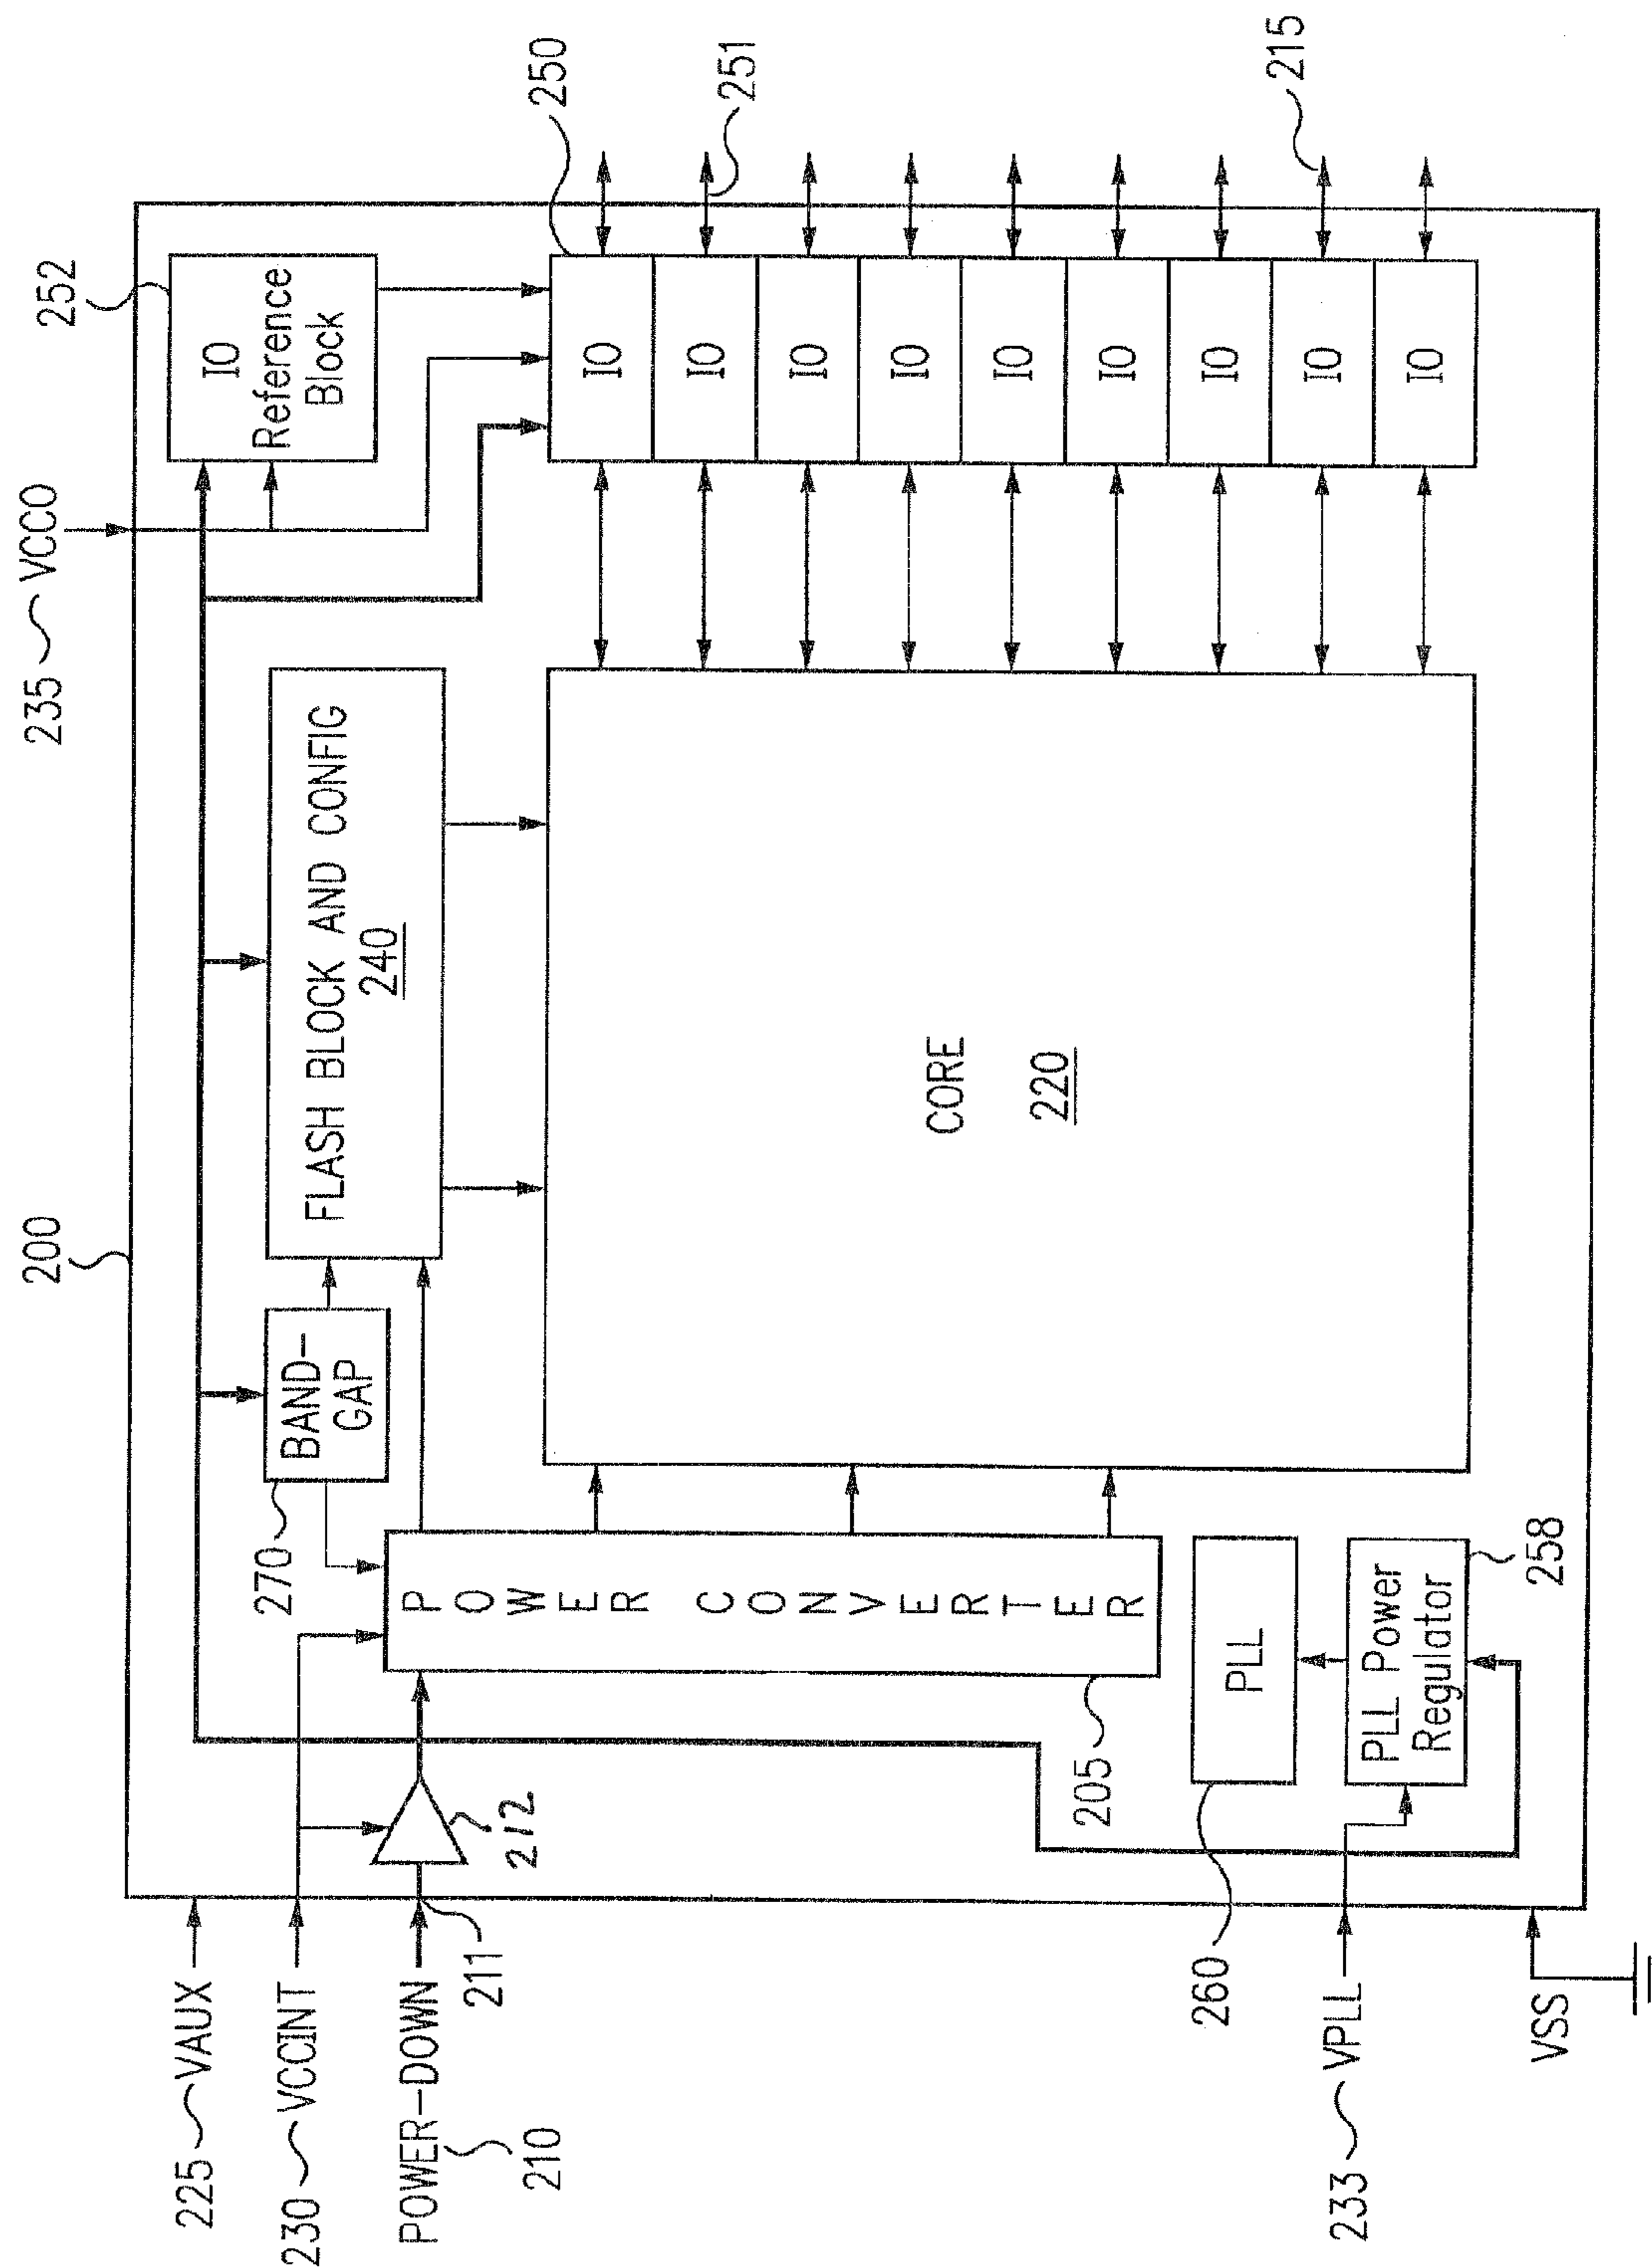 200
235 VCCO
252
IO
Reference
Block
250
251
215
225 VAUX
230 VCCINT
POWER-DOWN
210
211
212
270
BAND-
GAP
FLASH BLOCK AND CONFIG
240
POWER CONVERTER
205
CORE
220
IO
IO
IO
IO
IO
IO
IO
IO
IO
260
PLL
PLL Power
Regulator
258
233 VPLL
VSS